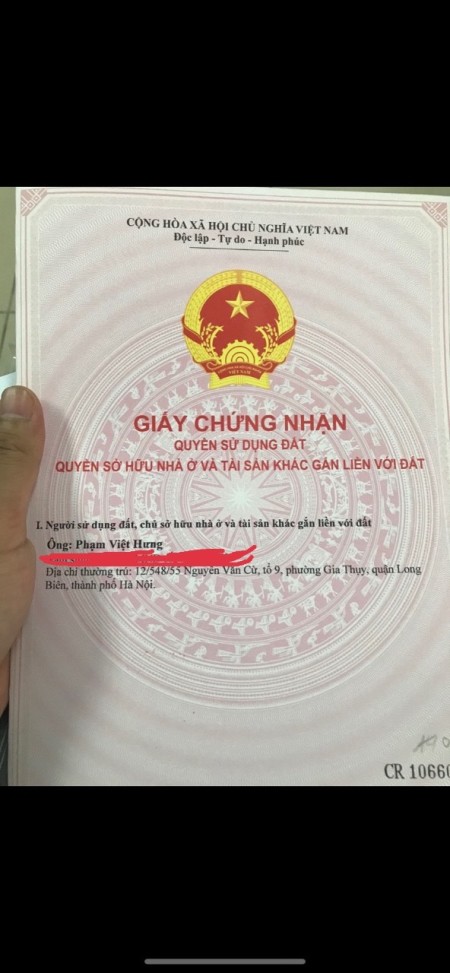 CỘNG HÒA XÃ HỘI CHỦ NGHĨA VIỆT NAM
Độc lập - Tự do - Hạnh phúc
VIỆT NAM
GIẤY CHỨNG NHẬN
QUYỀN SỬ DỤNG ĐẤT
QUYỀN SỞ HỮU NHÀ Ở VÀ TÀI SẢN KHÁC GẮN LIỀN VỚI ĐẤT
I. Người sử dụng đất, chủ sở hữu nhà ở và tài sản khác gắn liền với đất
Ông: Phạm Việt Hưng
Địa chỉ thường trú: 12/548/55 Nguyễn Văn Cừ, tổ 9, phường Gia Thụy, quận Long
Biên, thành phố Hà Nội.
CR 1066